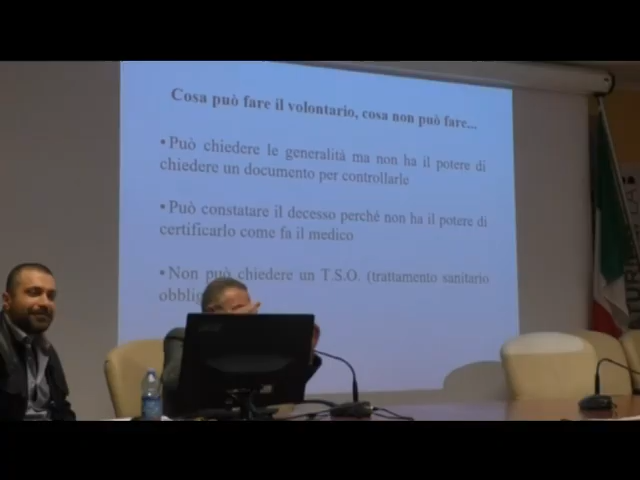 Cosa può fare il volontario, cosa non può fare...
•Può chiedere le generalità ma non ha il potere di
chiedere un documento per controllarle
•Può constatare il decesso perché non ha il potere di
certificarlo come fa il medico
•Non può chiedere un T.S.O. (trattamento sanitario
acer